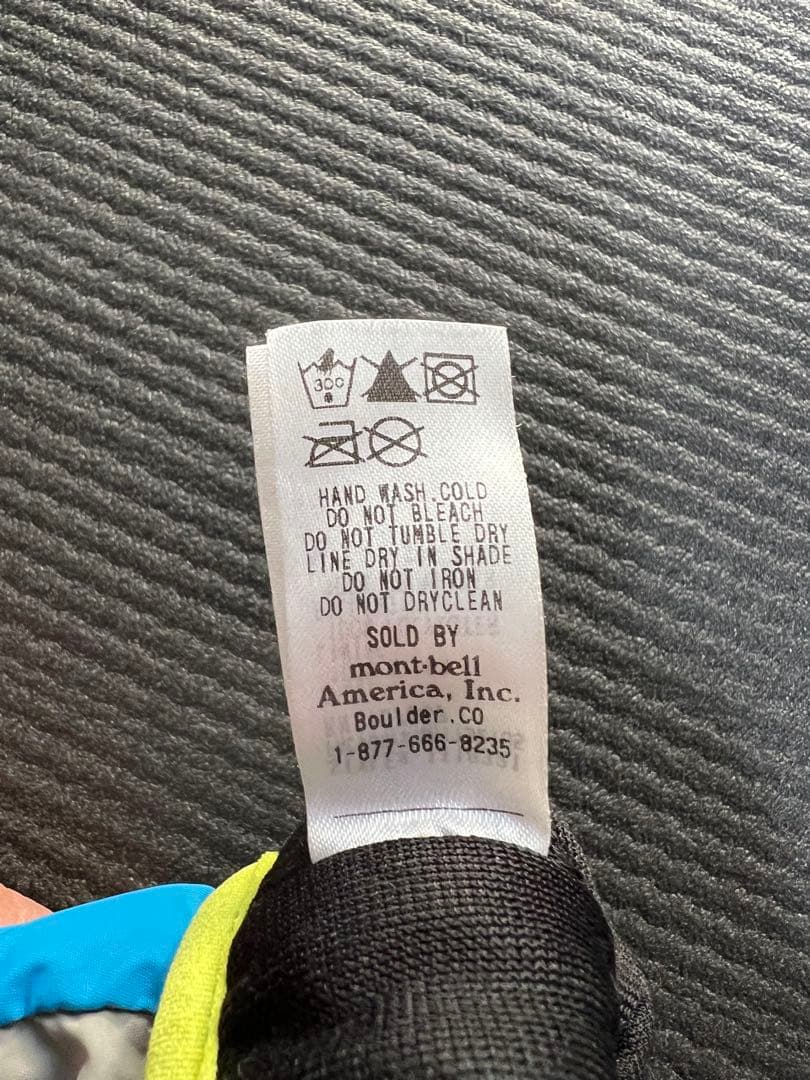 30C
HAND WASH COLD
DO NOT BLEACH
DO NOT TUMBLE DRY
LINE DRY IN SHADE
DO NOT IRON
DO NOT DRYCLEAN
SOLD BY
mont-bell
America, Inc.
Boulder.CO
1-877-666-8235